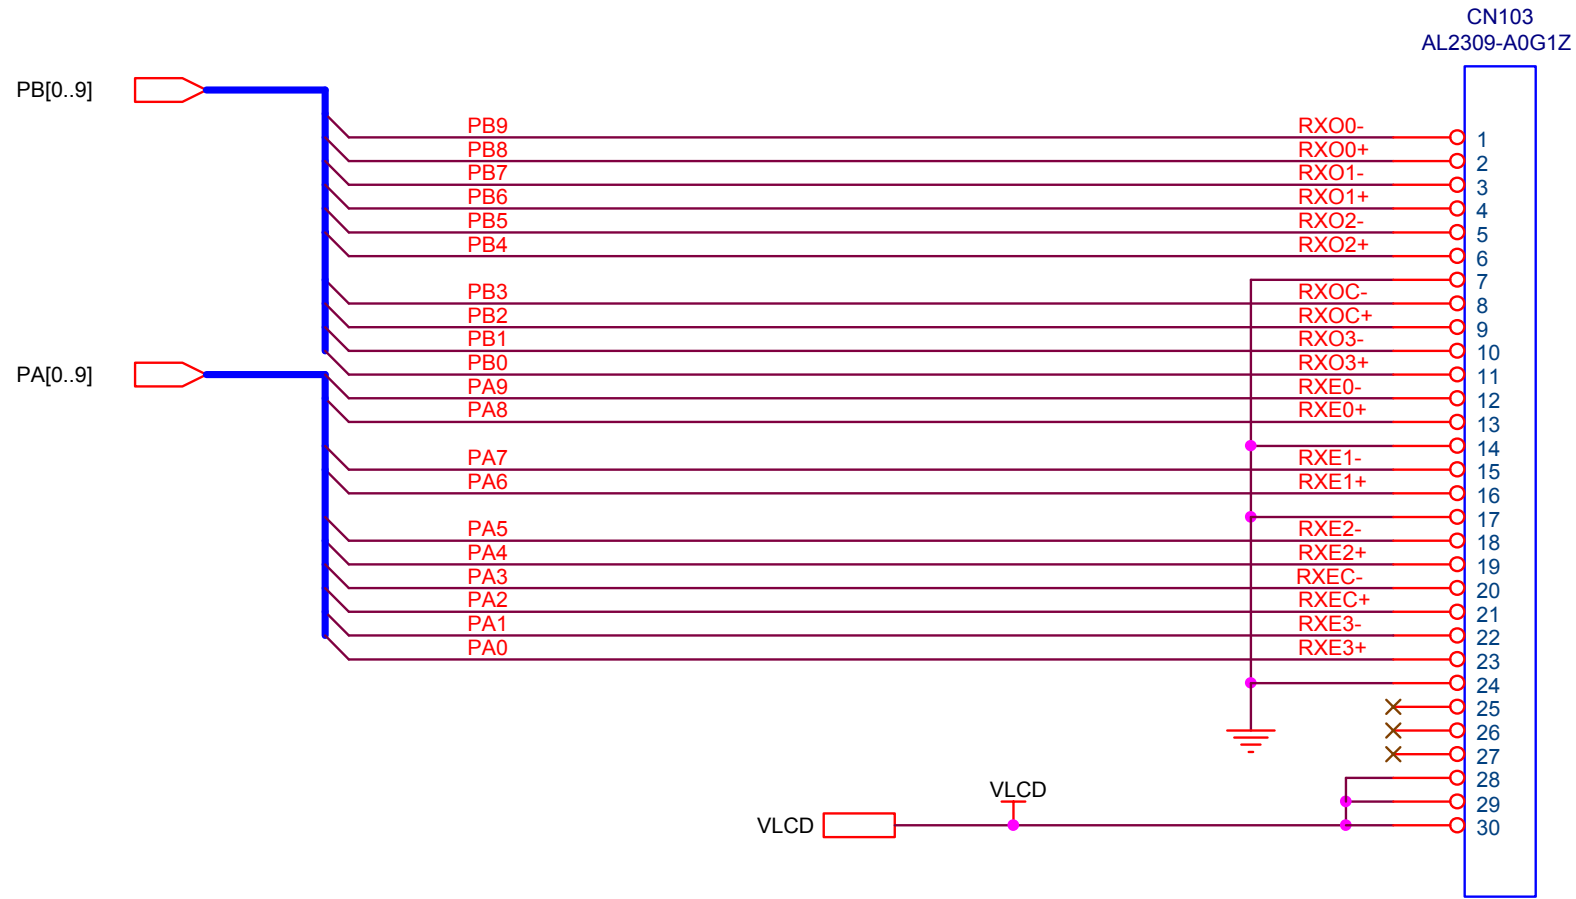 CN103
AL2309-A0G1Z
PB[0..9]
PB9 RXO0- 1
PB8 RXO0+ 2
PB7 RXO1- 3
PB6 RXO1+ 4
PB5 RXO2- 5
PB4 RXO2+ 6
7
PB3 RXOC- 8
PB2 RXOC+ 9
PB1 RXO3- 10
PA[0..9] PB0 RXO3+ 11
PA9 RXE0- 12
PA8 RXE0+ 13
14
PA7 RXE1- 15
PA6 RXE1+ 16
17
PA5 RXE2- 18
PA4 RXE2+ 19
PA3 RXEC- 20
PA2 RXEC+ 21
PA1 RXE3- 22
PA0 RXE3+ 23
24
25
26
27
28
VLCD 29
VLCD 30